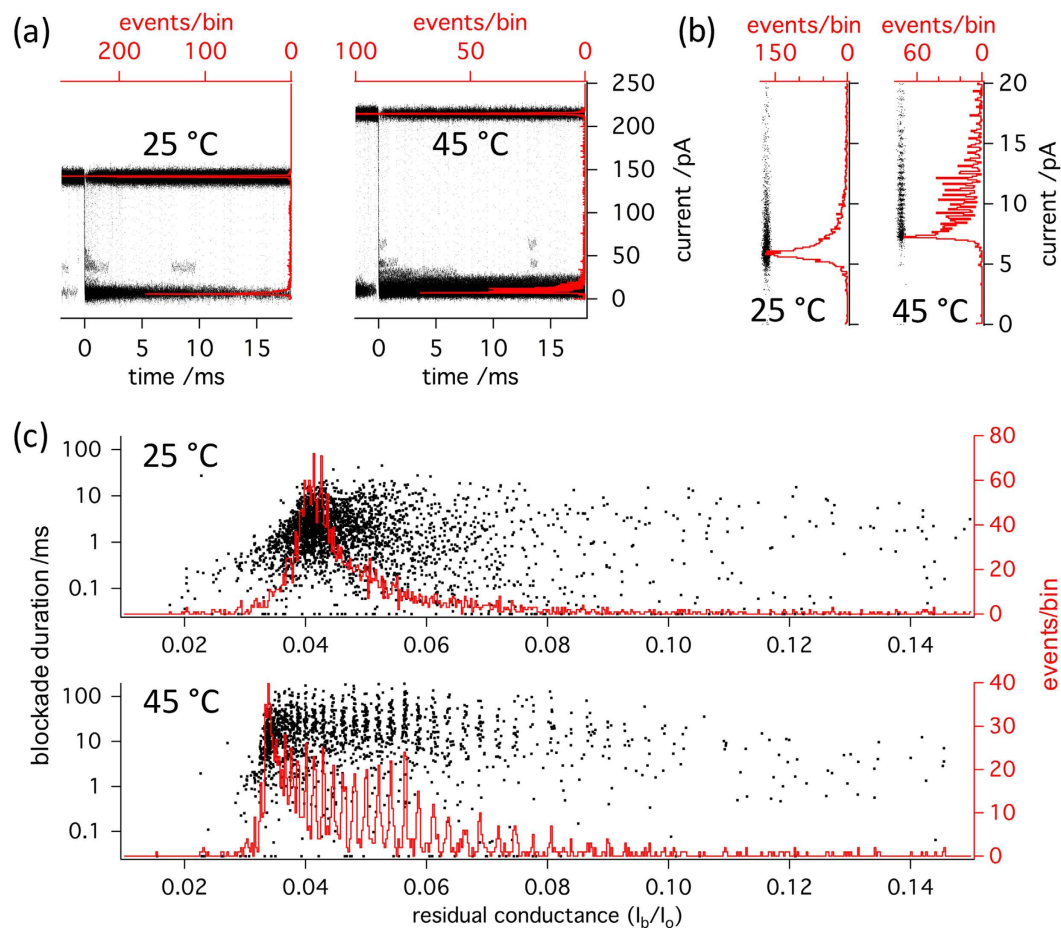 (a)
events/bin
events/bin
(b)
events/bin
events/bin
200 100 0
100 50 0
150 0
60 0
25 °C
45 °C
250
200
150
100
50
0
current /pA
20
15
10
5
0
current /pA
25 °C
45 °C
0 5 10 15
0 5 10 15
time /ms
time /ms
(c)
25 °C
100
10
1
0.1
80
60
40
20
0
0.02 0.04 0.06 0.08 0.10 0.12 0.14
45 °C
100
10
1
0.1
40
30
20
10
0
blockade duration /ms
events/bin
0.02 0.04 0.06 0.08 0.10 0.12 0.14
residual conductance (Ib/Io)